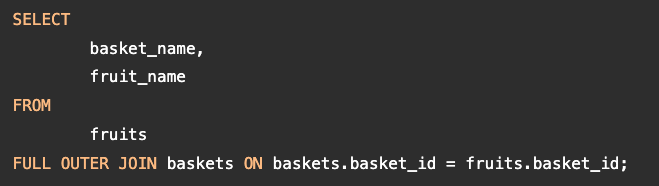 SELECT
basket_name,
fruit_name
FROM
fruits
FULL OUTER JOIN baskets ON baskets.basket_id = fruits.basket_id;